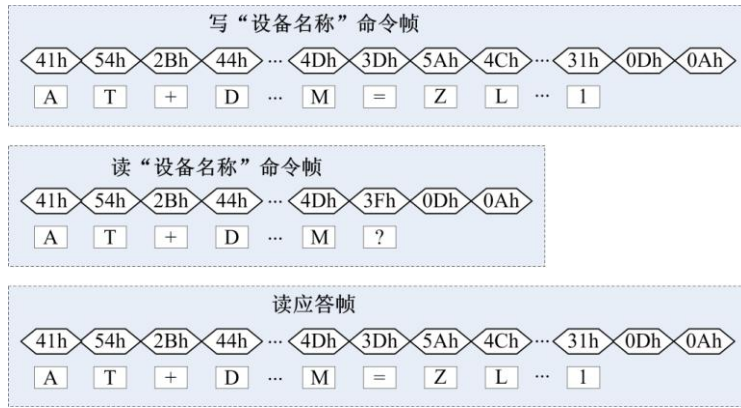 写“设备名称”命令帧
41h 54h 2Bh 44h ... 4Dh 3Dh 5Ah 4Ch ... 31h 0Dh 0Ah
A T + D ... M = Z L ... 1
读“设备名称”命令帧
41h 54h 2Bh 44h ... 4Dh 3Fh 0Dh 0Ah
A T + D ... M ?
读应答帧
41h 54h 2Bh 44h ... 4Dh 3Dh 5Ah 4Ch ... 31h 0Dh 0Ah
A T + D ... M = Z L ... 1